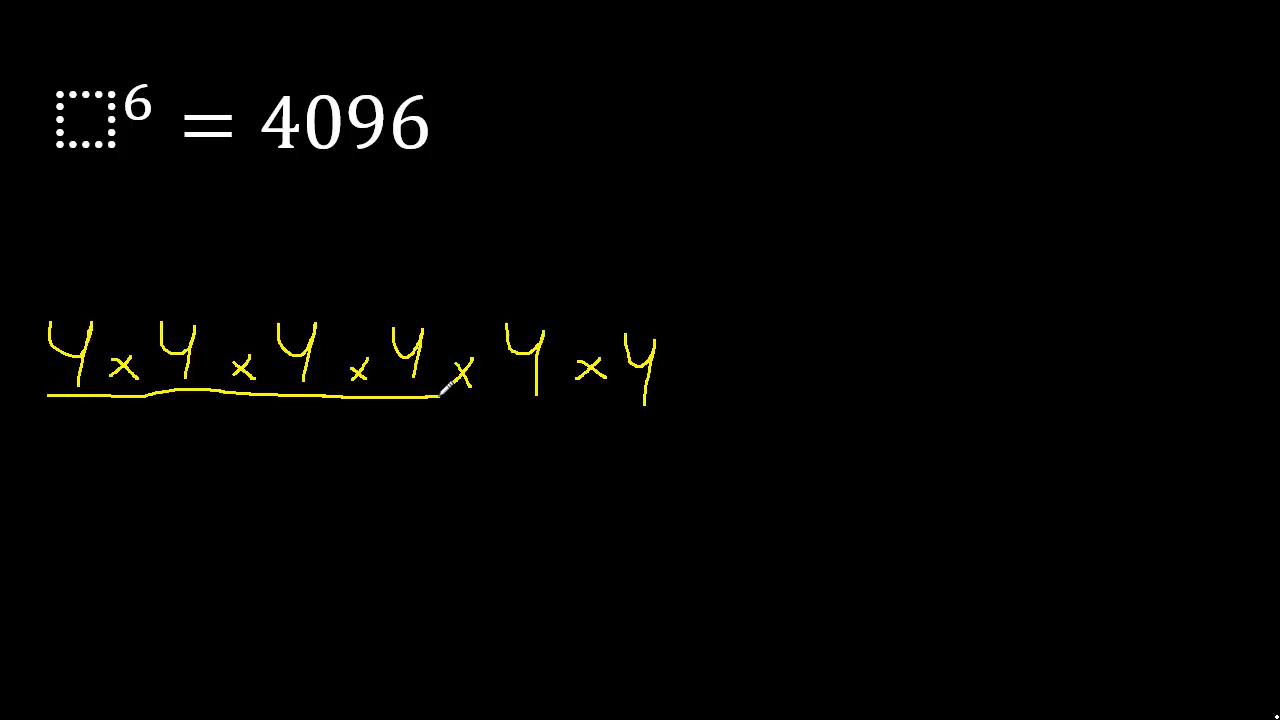 ⬚⁶ = 4096
4 × 4 × 4 × 4 × 4 × 4